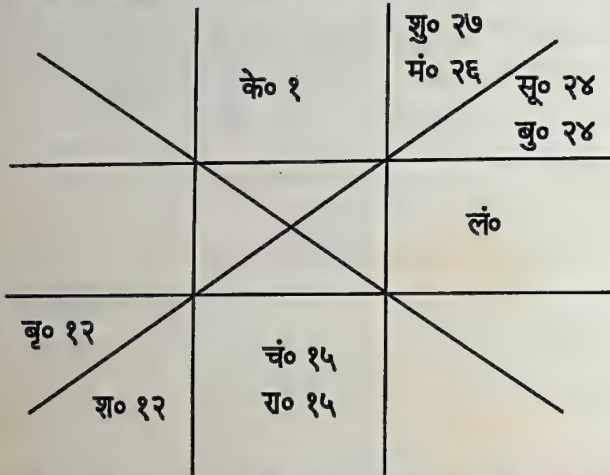 शु० २७
मं० २६
के० १
सू० २४
बु० २४
लं०
बृ० १२
श० १२
चं० १५
रा० १५